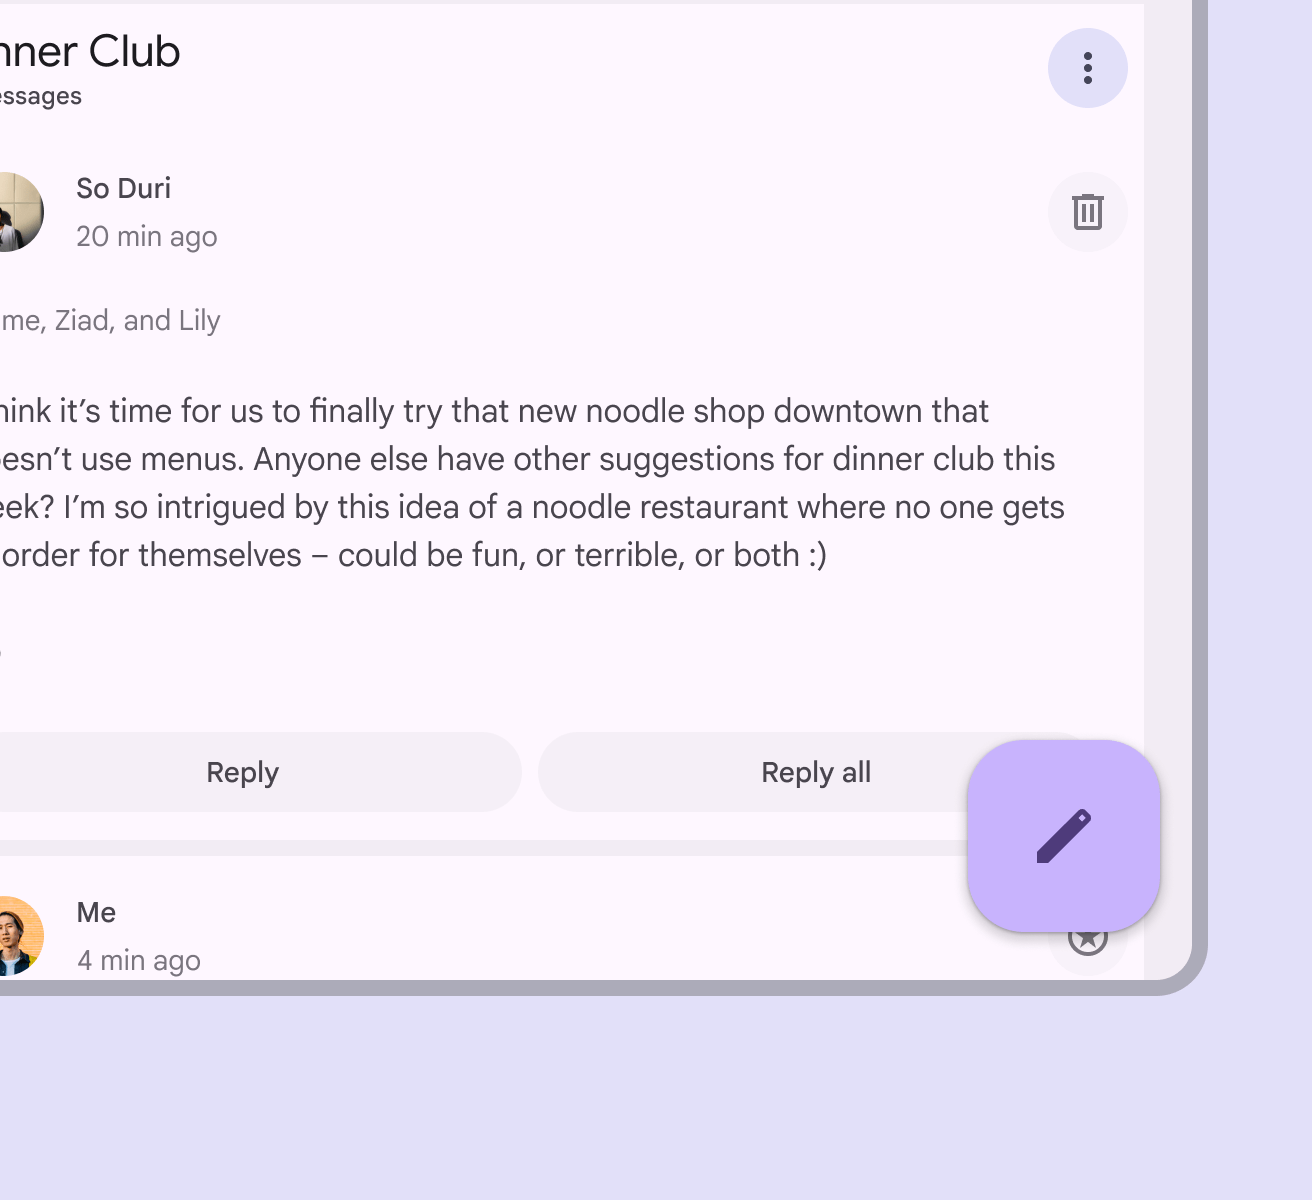 nner Club
essages
So Duri
20 min ago
me, Ziad, and Lily
hink it’s time for us to finally try that new noodle shop downtown that
esn’t use menus. Anyone else have other suggestions for dinner club this
eek? I’m so intrigued by this idea of a noodle restaurant where no one gets
order for themselves – could be fun, or terrible, or both :)
Reply
Reply all
Me
4 min ago